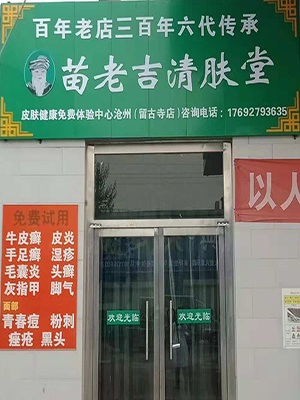 百年老店三百年六代传承
苗老吉清肤堂
皮肤健康免费体验中心沧州（留古寺店）咨询电话：17692793635
免费试用
牛皮癣 皮炎
手足癣 湿疹
毛囊炎 头癣
灰指甲 脚气
面部
青春痘 粉刺
痤疮 黑头
欢迎光临
欢迎光临
以人